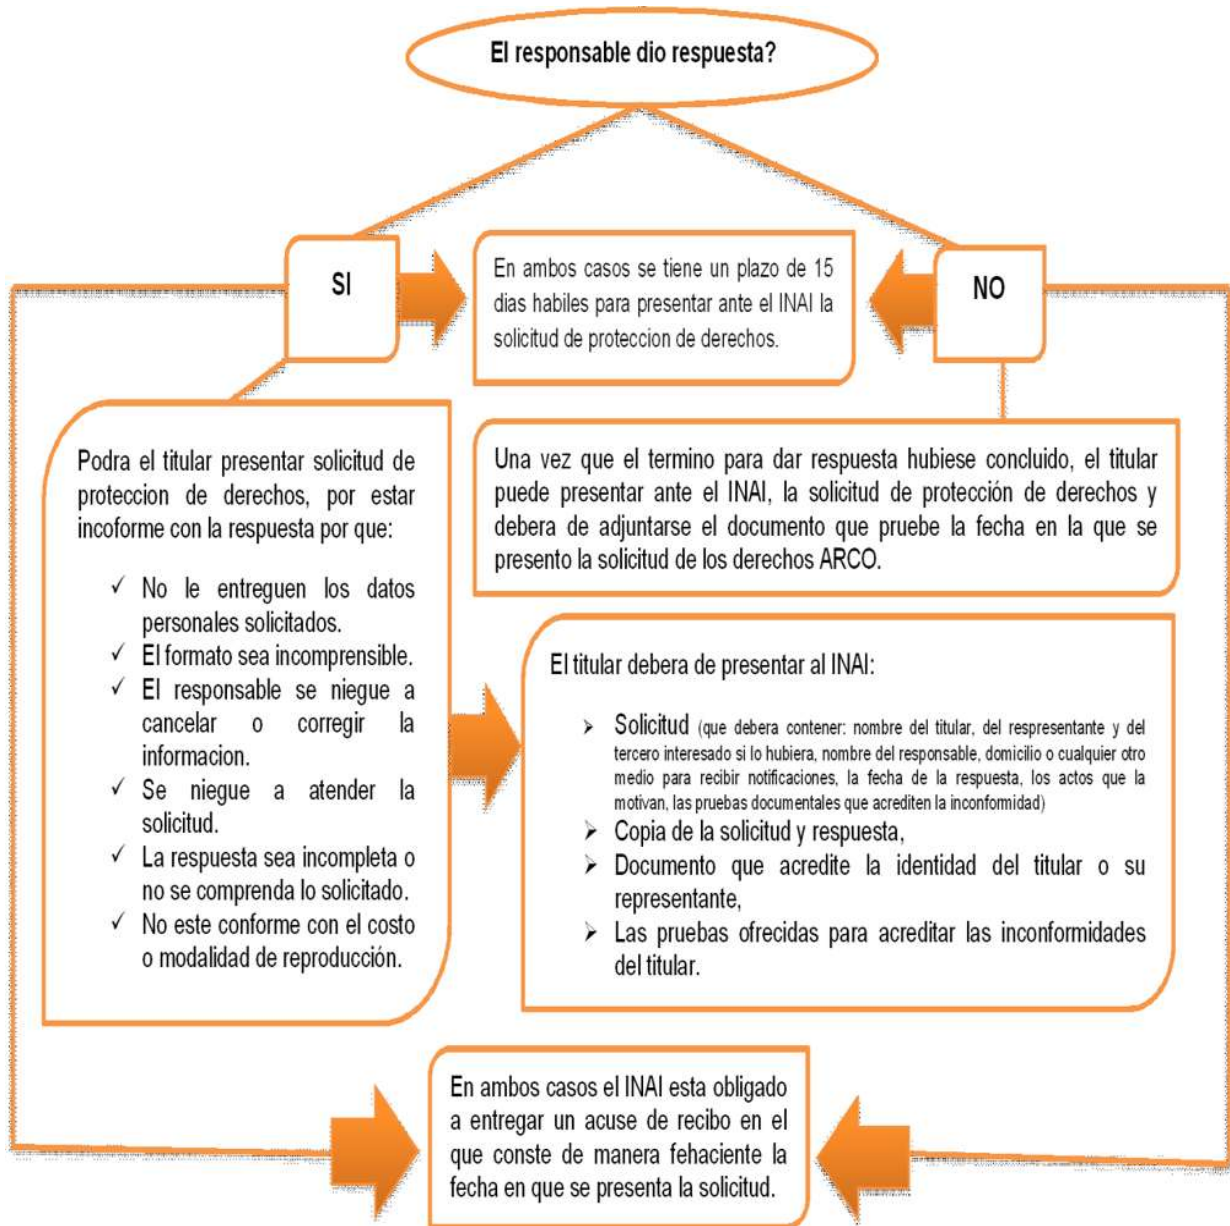 El responsable dio respuesta?
SI
En ambos casos se tiene un plazo de 15
dias habiles para presentar ante el INAI la
solicitud de proteccion de derechos.
NO
Podra el titular presentar solicitud de
proteccion de derechos, por estar
incoforme con la respuesta por que:
✓ No le entreguen los datos
personales solicitados.
✓ El formato sea incomprensible.
✓ El responsable se niegue a
cancelar o corregir la
informacion.
✓ Se niegue a atender la
solicitud.
✓ La respuesta sea incompleta o
no se comprenda lo solicitado.
✓ No este conforme con el costo
o modalidad de reproducción.
Una vez que el termino para dar respuesta hubiese concluido, el titular
puede presentar ante el INAI, la solicitud de protección de derechos y
debera de adjuntarse el documento que pruebe la fecha en la que se
presento la solicitud de los derechos ARCO.
El titular debera de presentar al INAI:
➢ Solicitud (que debera contener: nombre del titular, del respresentante y del
tercero interesado si lo hubiera, nombre del responsable, domicilio o cualquier otro
medio para recibir notificaciones, la fecha de la respuesta, los actos que la
motivan, las pruebas documentales que acrediten la inconformidad)
➢ Copia de la solicitud y respuesta,
➢ Documento que acredite la identidad del titular o su
representante,
➢ Las pruebas ofrecidas para acreditar las inconformidades
del titular.
En ambos casos el INAI esta obligado
a entregar un acuse de recibo en el
que conste de manera fehaciente la
fecha en que se presenta la solicitud.